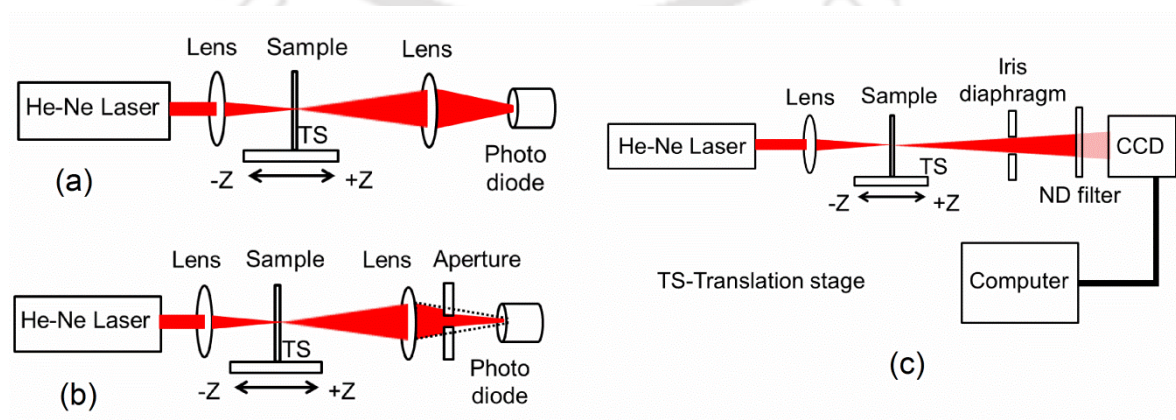 Lens Sample Lens
He-Ne Laser
TS
Photo
diode
-Z +Z
(a)
Lens Sample Lens Aperture
He-Ne Laser
TS
Photo
diode
-Z +Z
(b)
Iris
diaphragm
Lens Sample
He-Ne Laser
CCD
TS
-Z +Z
ND filter
TS-Translation stage
Computer
(c)